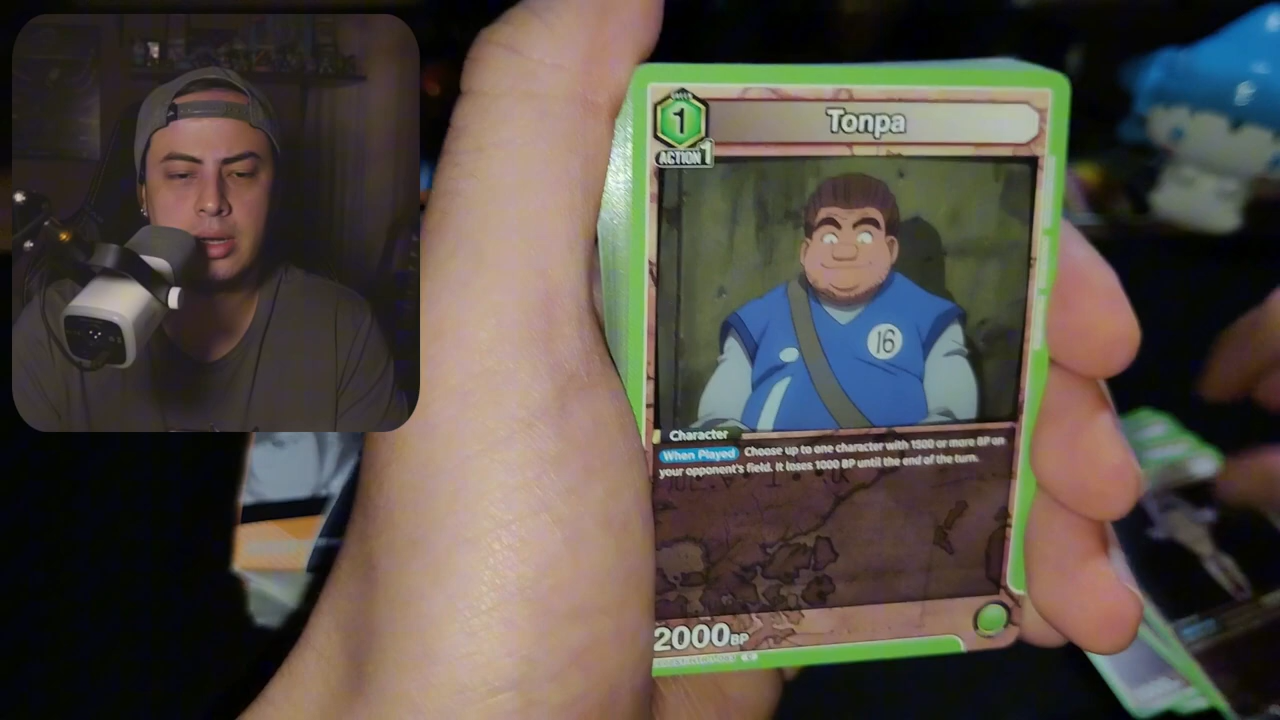 1
Tonpa
ACTION 1
16
Character
When Played Choose up to one character with 1500 or more BP on
your opponent's field. It loses 1000 BP until the end of the turn.
2000BP